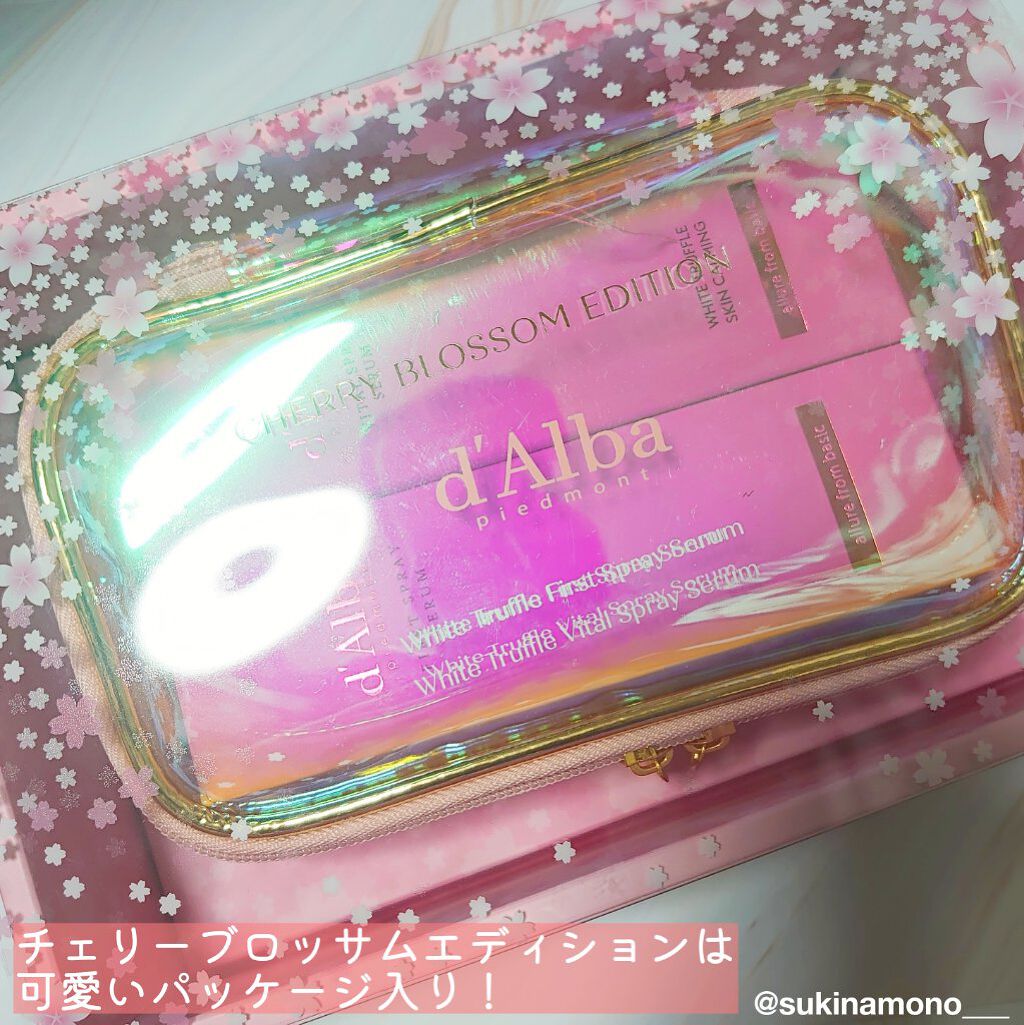 CHERRY BLOSSOM EDITION
d'Alba
piedmont
White Truffle First Spray Serum
White Truffle Vital Spray Serum
WHITE TRUFFLE
SKIN CALMING
allure from basic
allure from basic
d'Alba
チェリーブロッサムエディションは
可愛いパッケージ入り！
@sukinamono___